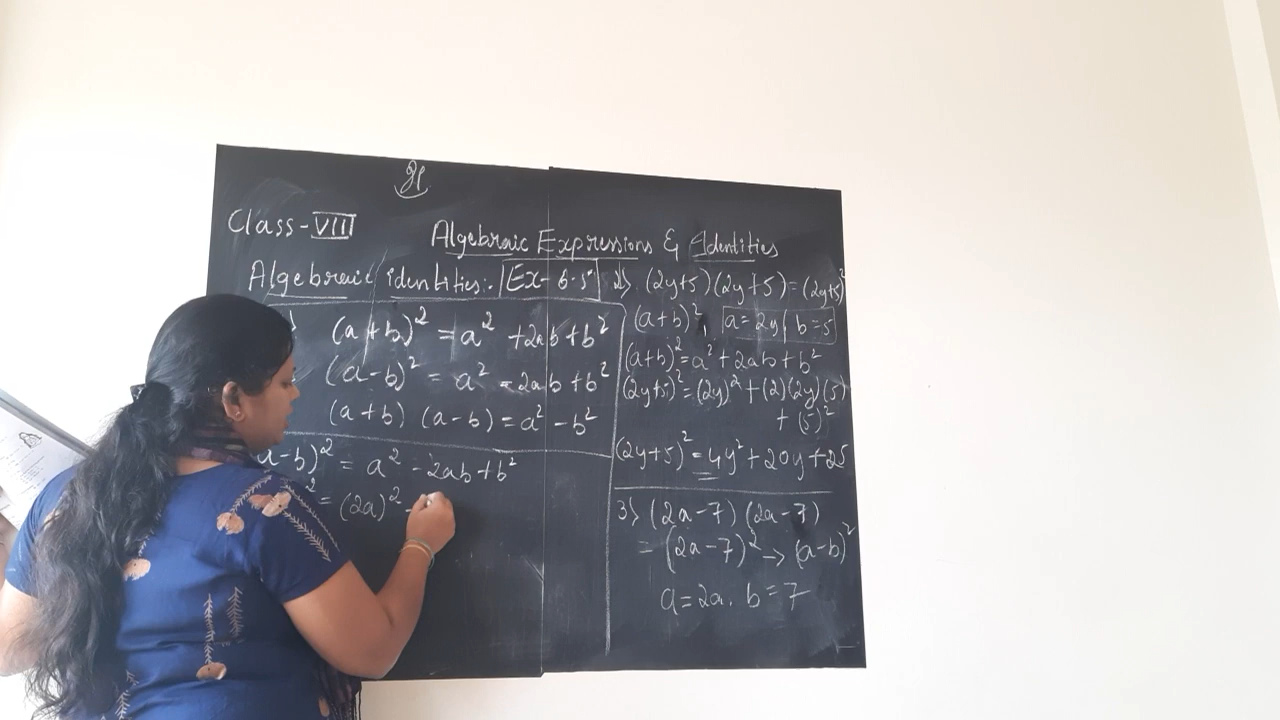 Class-VII
Algebraic Expressions & Identities
Algebraic identities:- Ex-6.5
(a+b)² = a² +2ab+b²
(a-b)² = a² -2ab+b²
(a+b) (a-b) = a² - b²
a-b)² = a² -2ab+b²
² = (2a)² -
2) (2y+5)(2y+5)=(2y+5)²
(a+b)², a=2y b=5
(a+b)²=a²+2ab+b²
(2y+5)²=(2y)²+(2)(2y)(5)
+(5)²
(2y+5)²=4y²+20y+25
3) (2a-7) (2a-7)
= (2a-7)² → (a-b)²
a=2a, b=7